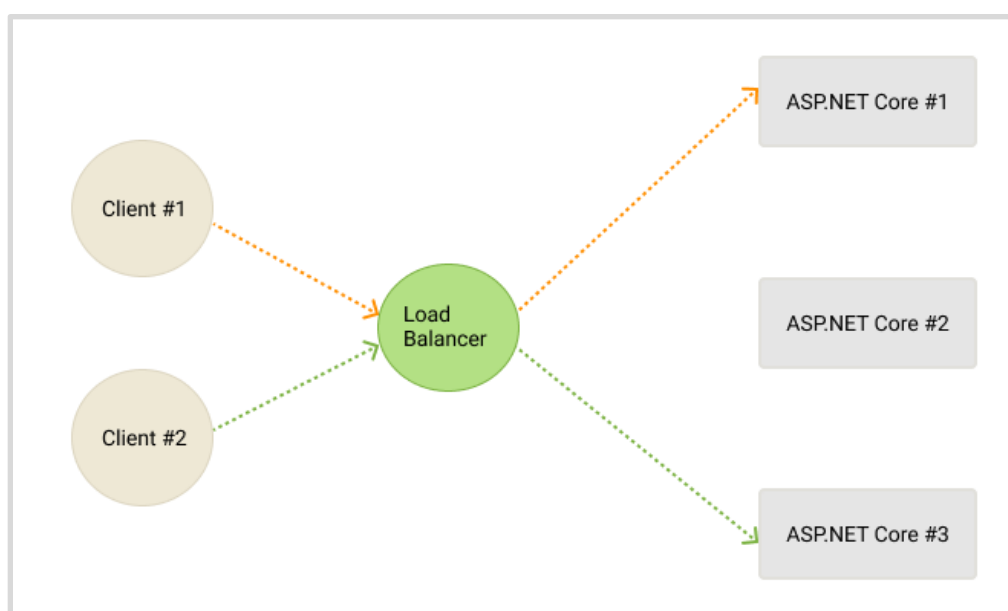 Client #1
Client #2
Load
Balancer
ASP.NET Core #1
ASP.NET Core #2
ASP.NET Core #3